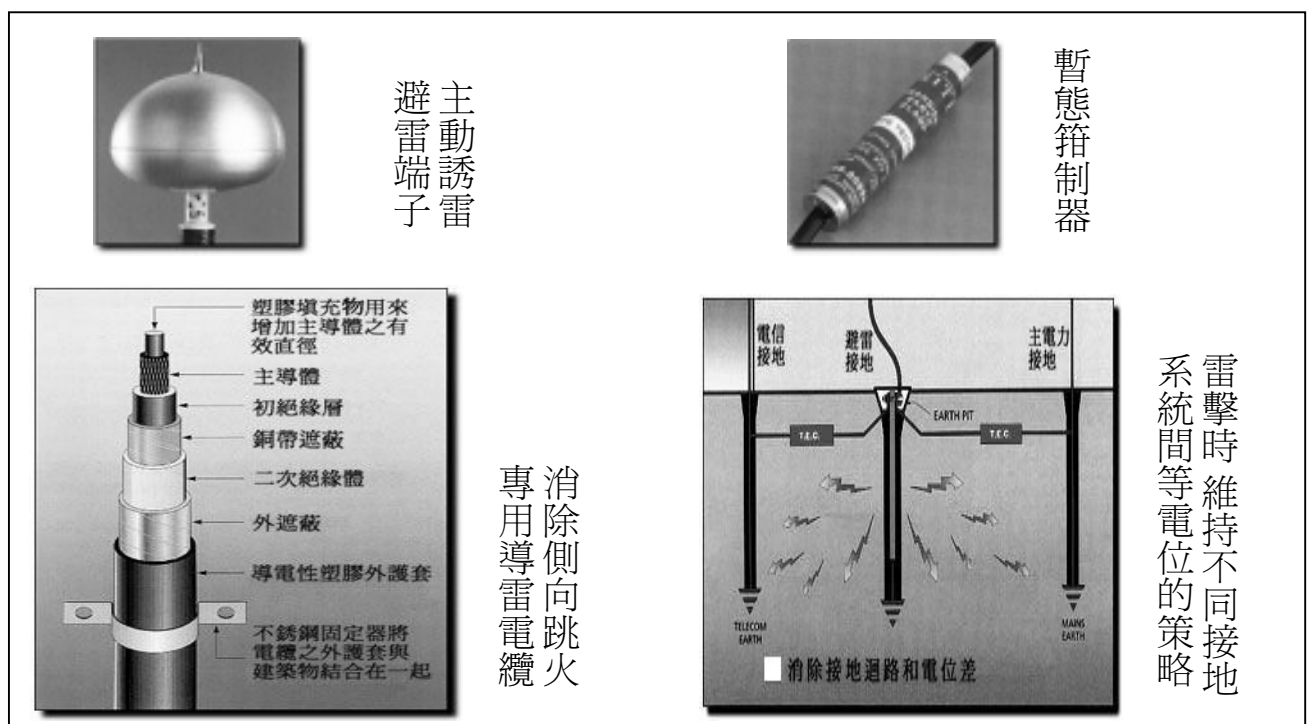 主動誘雷
避雷端子
暫態箝制器
塑膠填充物用來
增加主導體之有
效直徑
主導體
初絕緣層
銅帶遮蔽
二次絕緣體
外遮蔽
導電性塑膠外護套
不銹鋼固定器將
電纜之外護套與
建築物結合在一起
消除側向跳火
專用導雷電纜
電信
接地
避雷
接地
主電力
接地
EARTH PIT
T.E.C.
T.E.C.
TELECOM
EARTH
MAINS
EARTH
消除接地迴路和電位差
雷擊時 維持不同接地
系統間等電位的策略